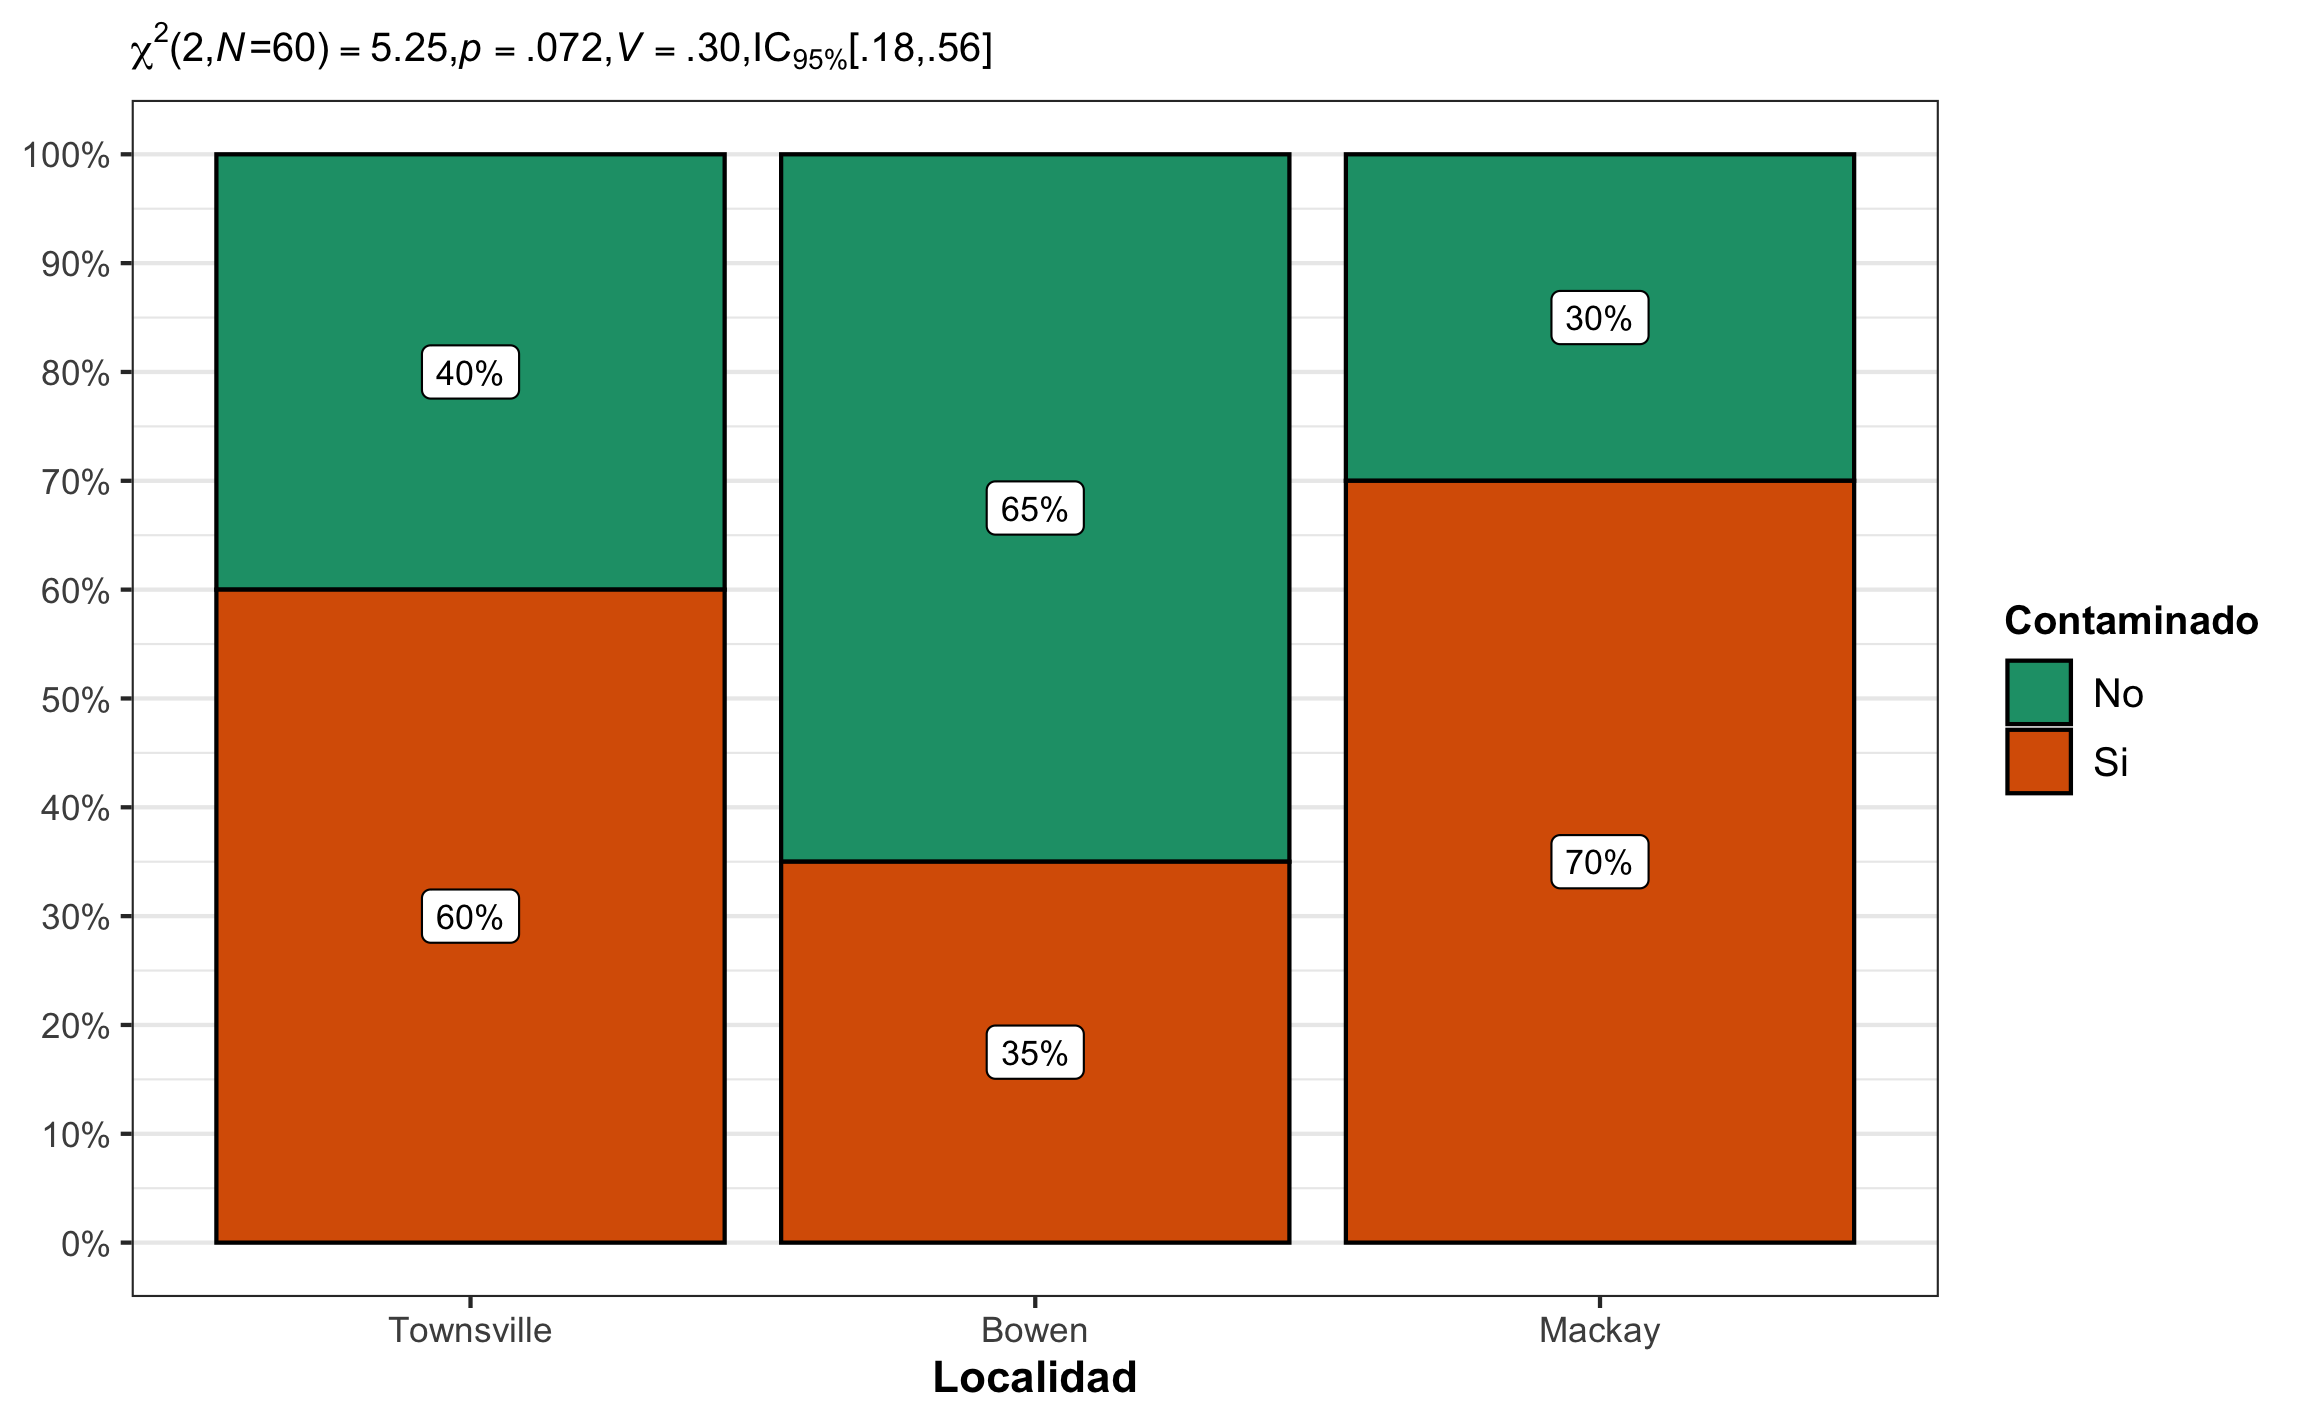 χ²(2,N=60) = 5.25,p = .072,V = .30,IC95%[.18,.56]
100%
90%
80%
70%
60%
50%
40%
30%
20%
10%
0%
40%
60%
65%
35%
30%
70%
Townsville
Bowen
Mackay
Localidad
Contaminado
No
Si